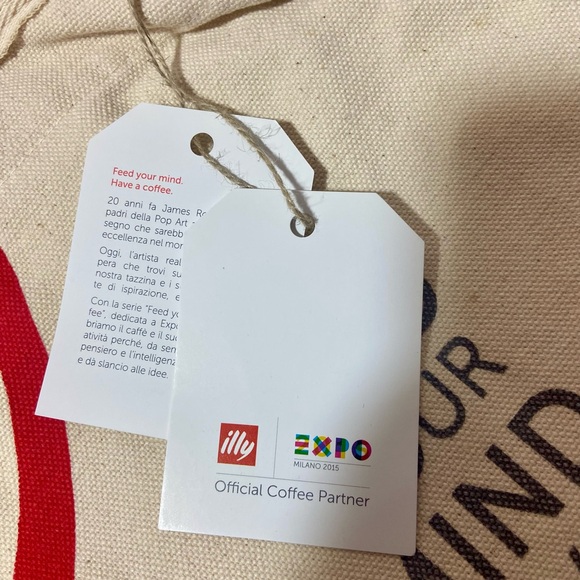 Feed your mind.
Have a coffee.
20 anni fa James
padri della Pop Art
segno che sarebb
eccellenza nel mon
Oggi, l'artista real
pera che trovi su
nostra tazzina e i s
te di ispirazione, e
Con la serie "Feed yo
fee", dedicata a Expo
briamo il caffè e il suo
atività perché, da sem
pensiero e l'intelligenz
e dà slancio alle idee.
illy
EXPO
MILANO 2015
Official Coffee Partner
OUR
IND